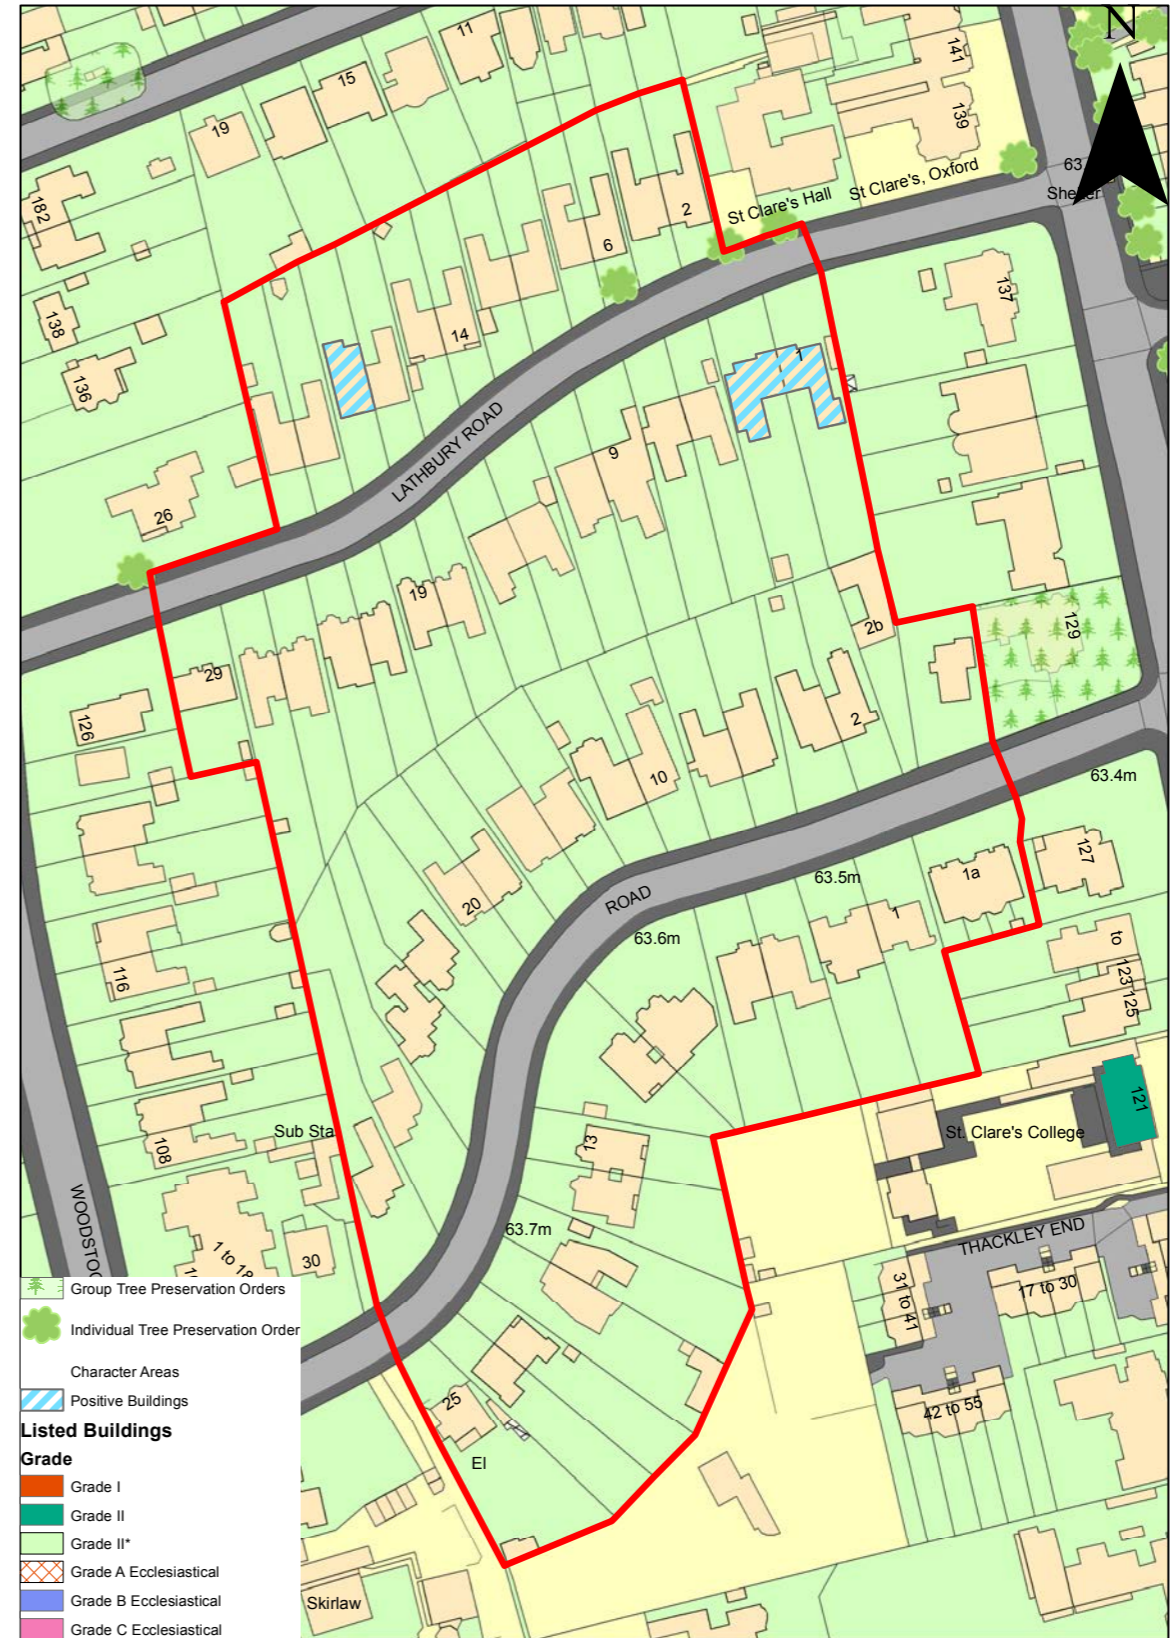 N
11
141
15
139
19
63
St Clare's, Oxford
Shelter
St Clare's Hall
182
2
6
137
138
14
1
136
LATHBURY ROAD
9
26
19
129
2b
29
126
2
10
63.4m
127
63.5m
1a
20
ROAD
1
63.6m
to
116
123
125
121
Sub Sta
13
St. Clare's College
108
WOODSTOC
63.7m
THACKLEY END
1 to 18
30
31 to 41
17 to 30
Group Tree Preservation Orders
Individual Tree Preservation Order
Character Areas
Positive Buildings
25
42 to 55
Listed Buildings
El
Grade
Grade I
Grade II
Grade II*
Grade A Ecclesiastical
Grade B Ecclesiastical
Skirlaw
Grade C Ecclesiastical